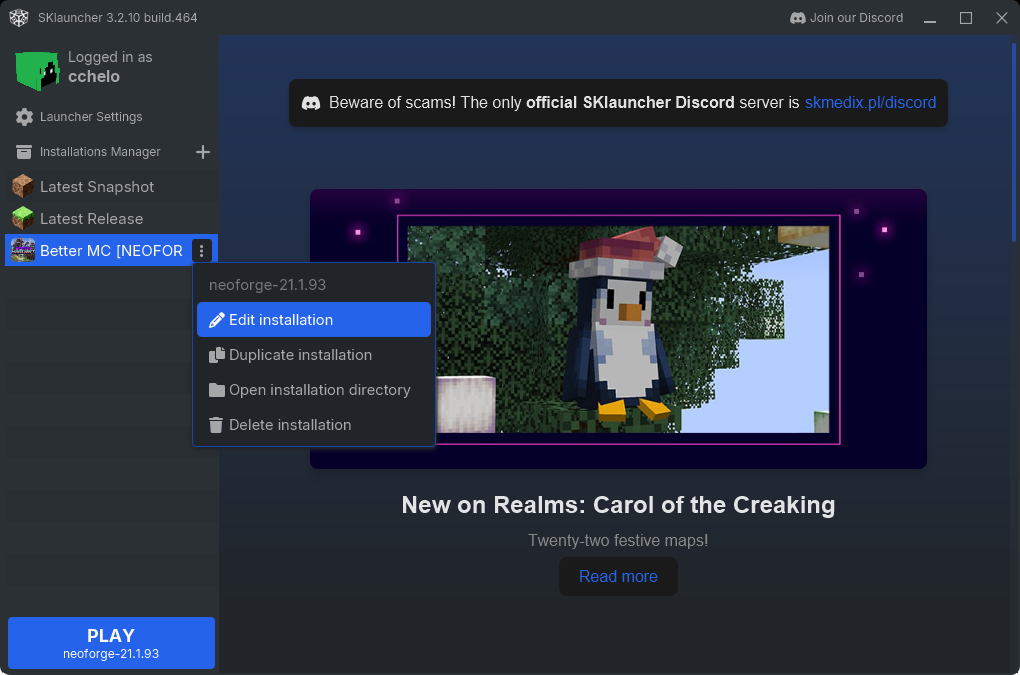 SKlauncher 3.2.10 build.464
Join our Discord
Logged in as
cchelo
Launcher Settings
Installations Manager
Latest Snapshot
Latest Release
Better MC [NEOFOR
neoforge-21.1.93
Edit installation
Duplicate installation
Open installation directory
Delete installation
PLAY
neoforge-21.1.93
Beware of scams! The only official SKlauncher Discord server is skmedix.pl/discord
New on Realms: Carol of the Creaking
Twenty-two festive maps!
Read more